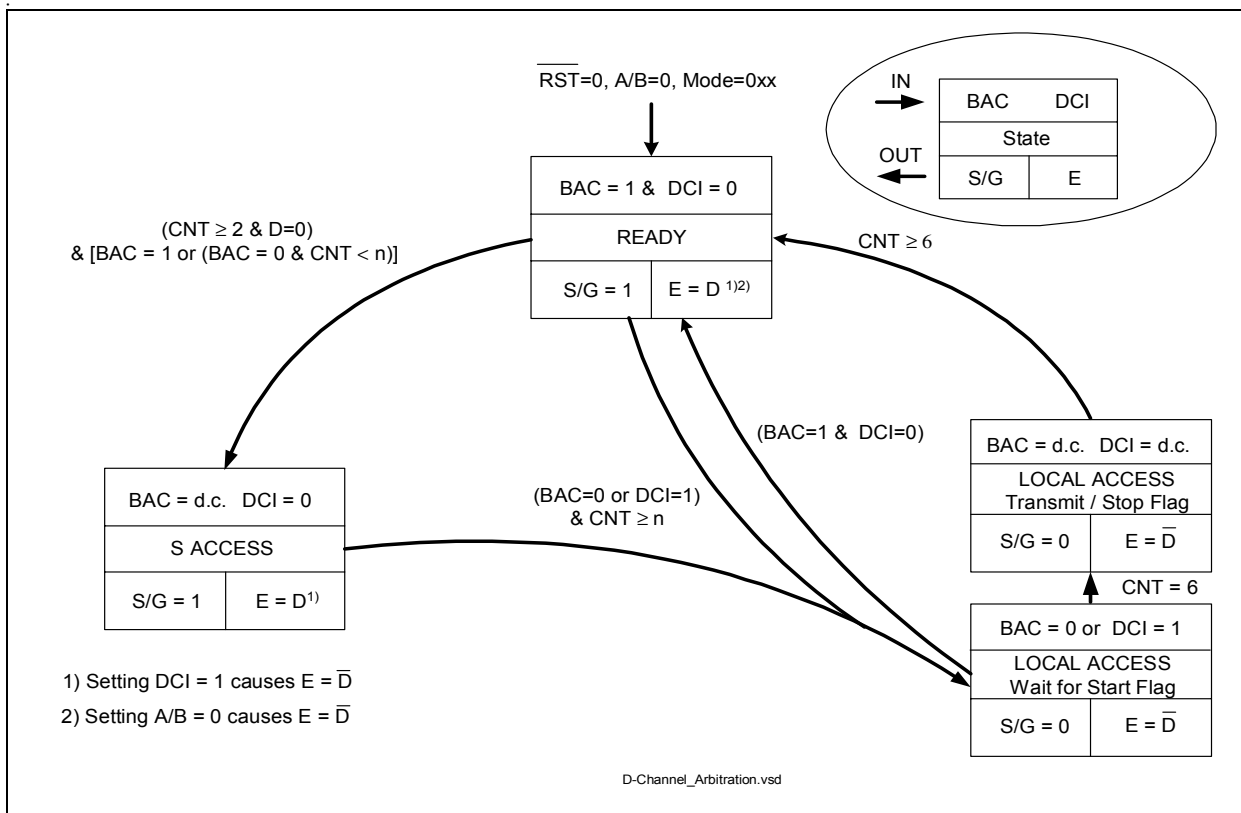 .
R̅S̅T̅=0, A/B=0, Mode=0xx
IN
BAC DCI
State
OUT
S/G E
BAC = 1 & DCI = 0
READY
S/G = 1 E = D 1)2)
(CNT ≥ 2 & D=0)
& [BAC = 1 or (BAC = 0 & CNT < n)]
CNT ≥ 6
(BAC=1 & DCI=0)
BAC = d.c. DCI = d.c.
LOCAL ACCESS
Transmit / Stop Flag
S/G = 0 E = D̅
(BAC=0 or DCI=1)
& CNT ≥ n
BAC = d.c. DCI = 0
S ACCESS
S/G = 1 E = D1)
CNT = 6
BAC = 0 or DCI = 1
LOCAL ACCESS
Wait for Start Flag
S/G = 0 E = D̅
1) Setting DCI = 1 causes E = D̅
2) Setting A/B = 0 causes E = D̅
D-Channel_Arbitration.vsd